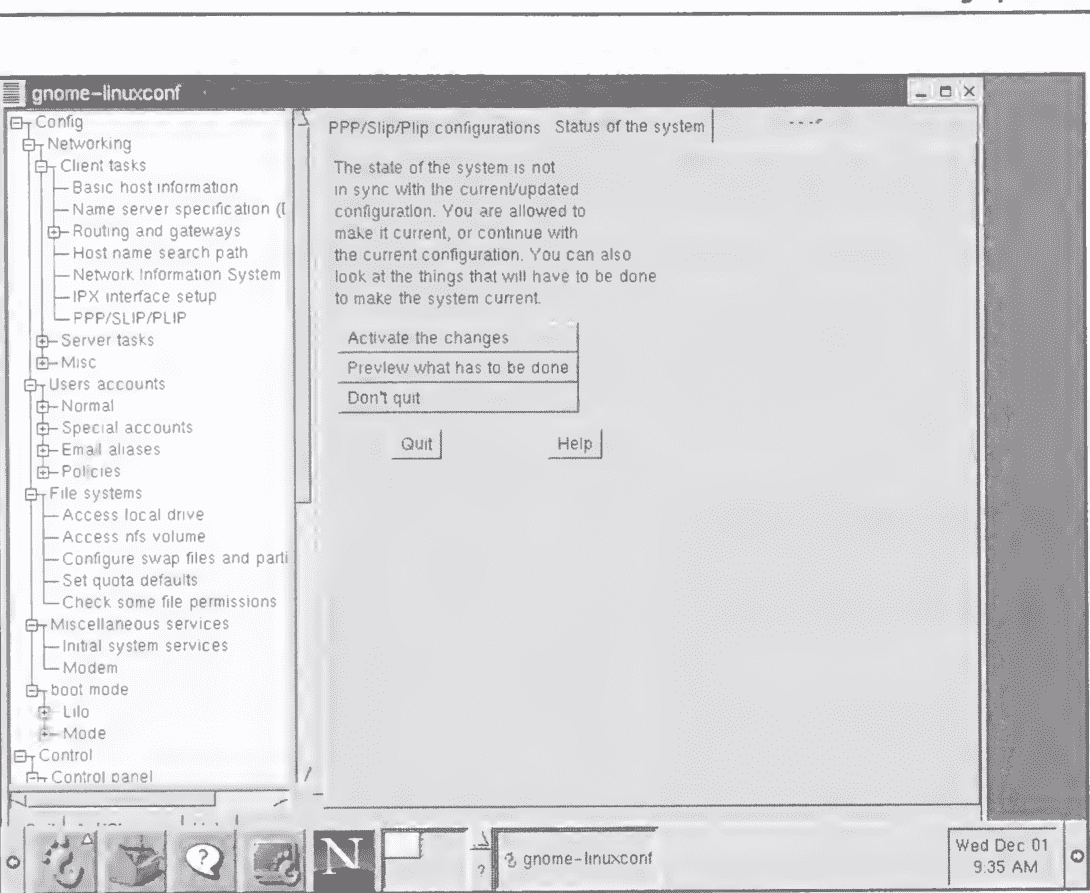 gnome-linuxconf
Config
Networking
Client tasks
Basic host information
Name server specification (
Routing and gateways
Host name search path
Network Information System
IPX interface setup
PPP/SLIP/PLIP
Server tasks
Misc
Users accounts
Normal
Special accounts
Email aliases
Policies
File systems
Access local drive
Access nfs volume
Configure swap files and parti
Set quota defaults
Check some file permissions
Miscellaneous services
Initial system services
Modem
boot mode
Lilo
Mode
Control
Control panel
PPP/Slip/Plip configurations Status of the system
The state of the system is not
in sync with the current/updated
configuration. You are allowed to
make it current, or continue with
the current configuration. You can also
look at the things that will have to be done
to make the system current.
Activate the changes
Preview what has to be done
Don't quit
Quit Help
N
?
?
gnome-linuxconf
Wed Dec 01
9:35 AM